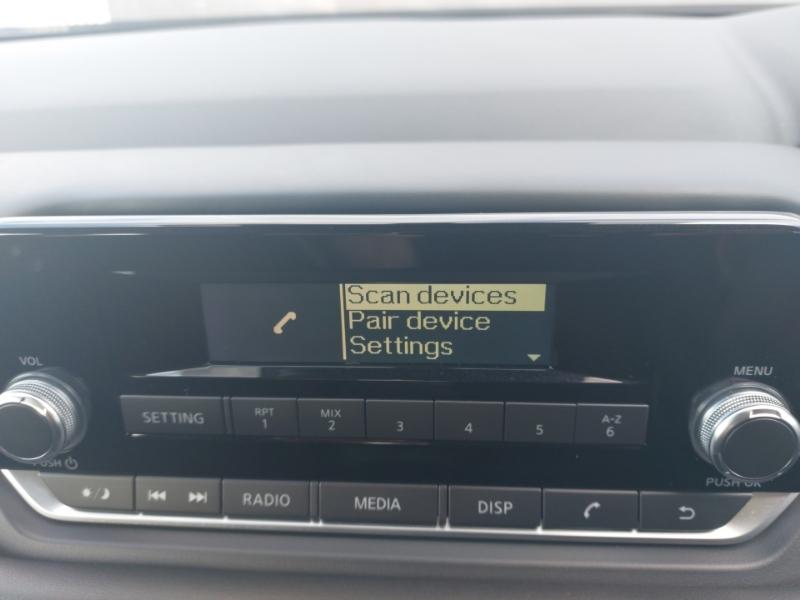 Scan devices
Pair device
Settings
VOL
MENU
SETTING
RPT
1
MIX
2
3
4
5
A-Z
6
PUSH
PUSH OK
RADIO
MEDIA
DISP